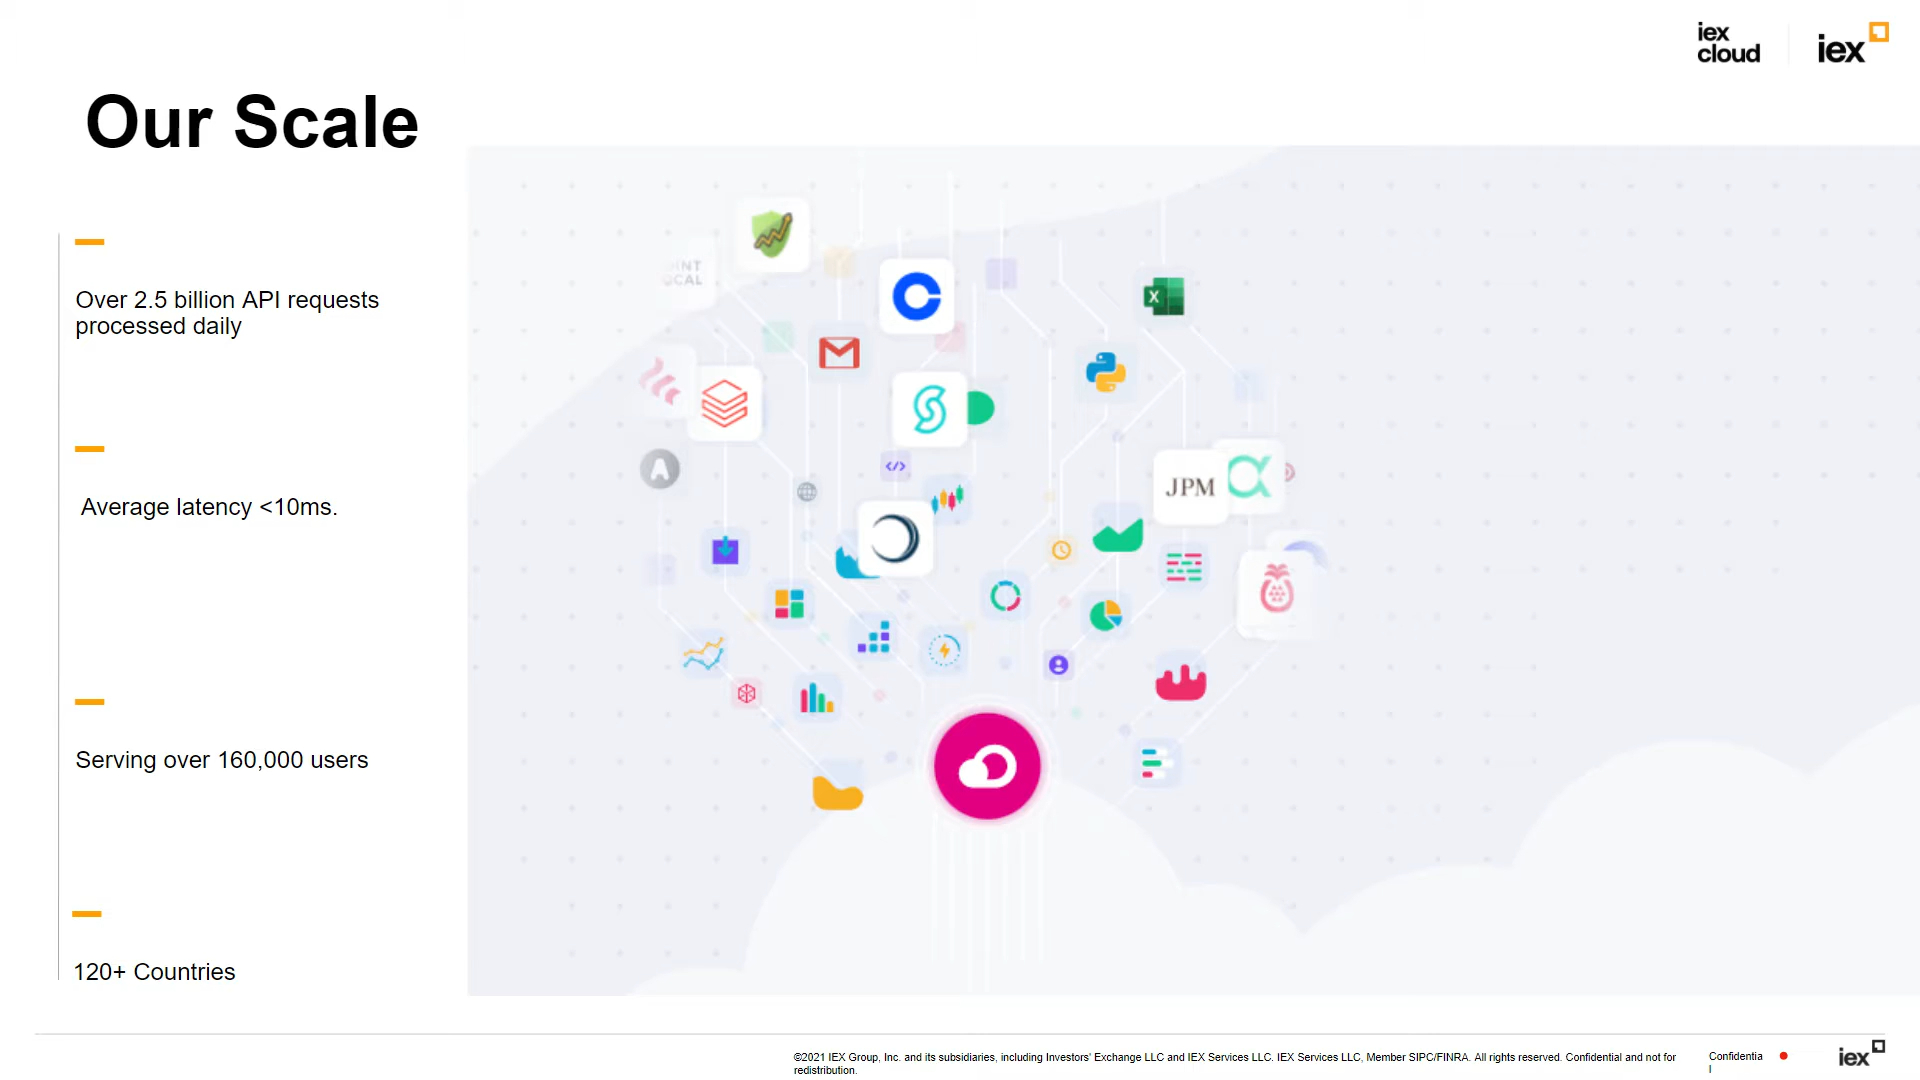 iex
cloud
iex
Our Scale
Over 2.5 billion API requests
processed daily
Average latency <10ms.
Serving over 160,000 users
120+ Countries
</>
JPM
©2021 IEX Group, Inc. and its subsidiaries, including Investors' Exchange LLC and IEX Services LLC. IEX Services LLC, Member SIPC/FINRA. All rights reserved. Confidential and not for
redistribution.
Confidentia
l
iex